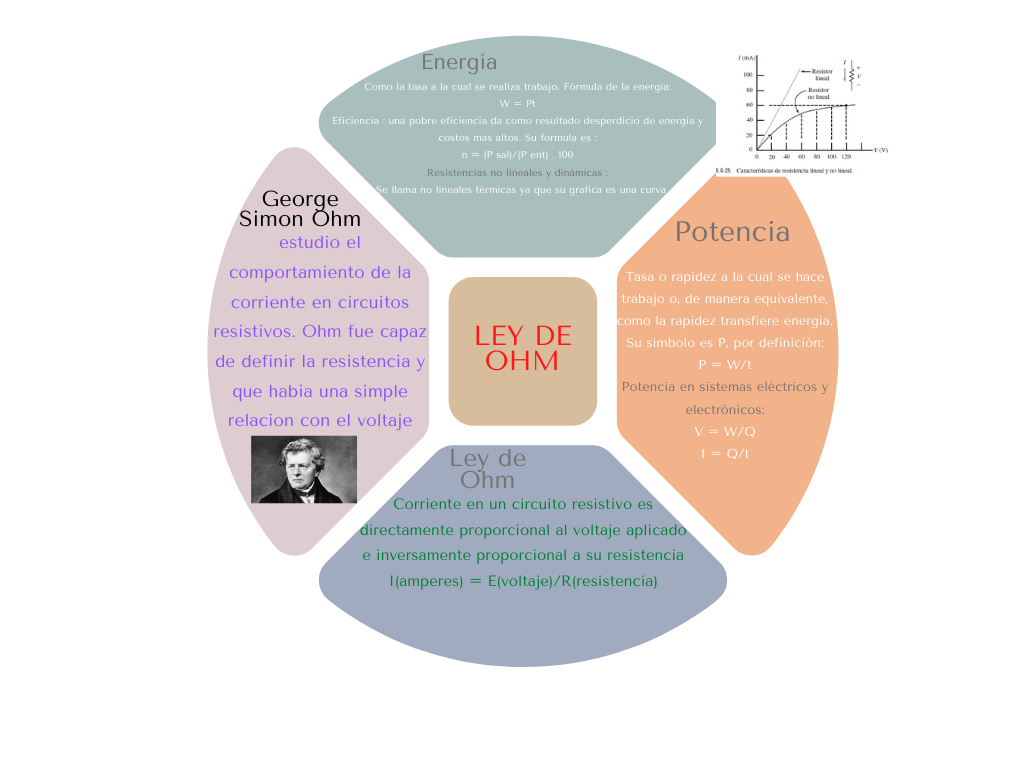 Energía
Como la tasa a la cual se realiza trabajo. Fórmula de la energia:
W = Pt
Eficiencia : una pobre eficiencia da como resultado desperdicio de energia y
costos mas altos. Su formula es :
n = (P sal)/(P ent) . 100
Resistencias no lineales y dinámicas :
Se llama no lineales térmicas ya que su grafica es una curva
I (mA)
100
80
60
40
20
0
0 20 40 60 80 100 120
V (V)
Resistor
lineal
Resistor
no lineal
I
+
V
−
4-25 Características de resistencia lineal y no lineal.
George
Simon Ohm
estudio el
comportamiento de la
corriente en circuitos
resistivos. Ohm fue capaz
de definir la resistencia y
que habia una simple
relacion con el voltaje
LEY DE
OHM
Potencia
Tasa o rapidez a la cual se hace
trabajo o, de manera equivalente,
como la rapidez transfiere energía.
Su símbolo es P, por definición:
P = W/t
Potencia en sistemas eléctricos y
electrónicos:
V = W/Q
I = Q/t
Ley de
Ohm
Corriente en un circuito resistivo es
directamente proporcional al voltaje aplicado
e inversamente proporcional a su resistencia
I(amperes) = E(voltaje)/R(resistencia)